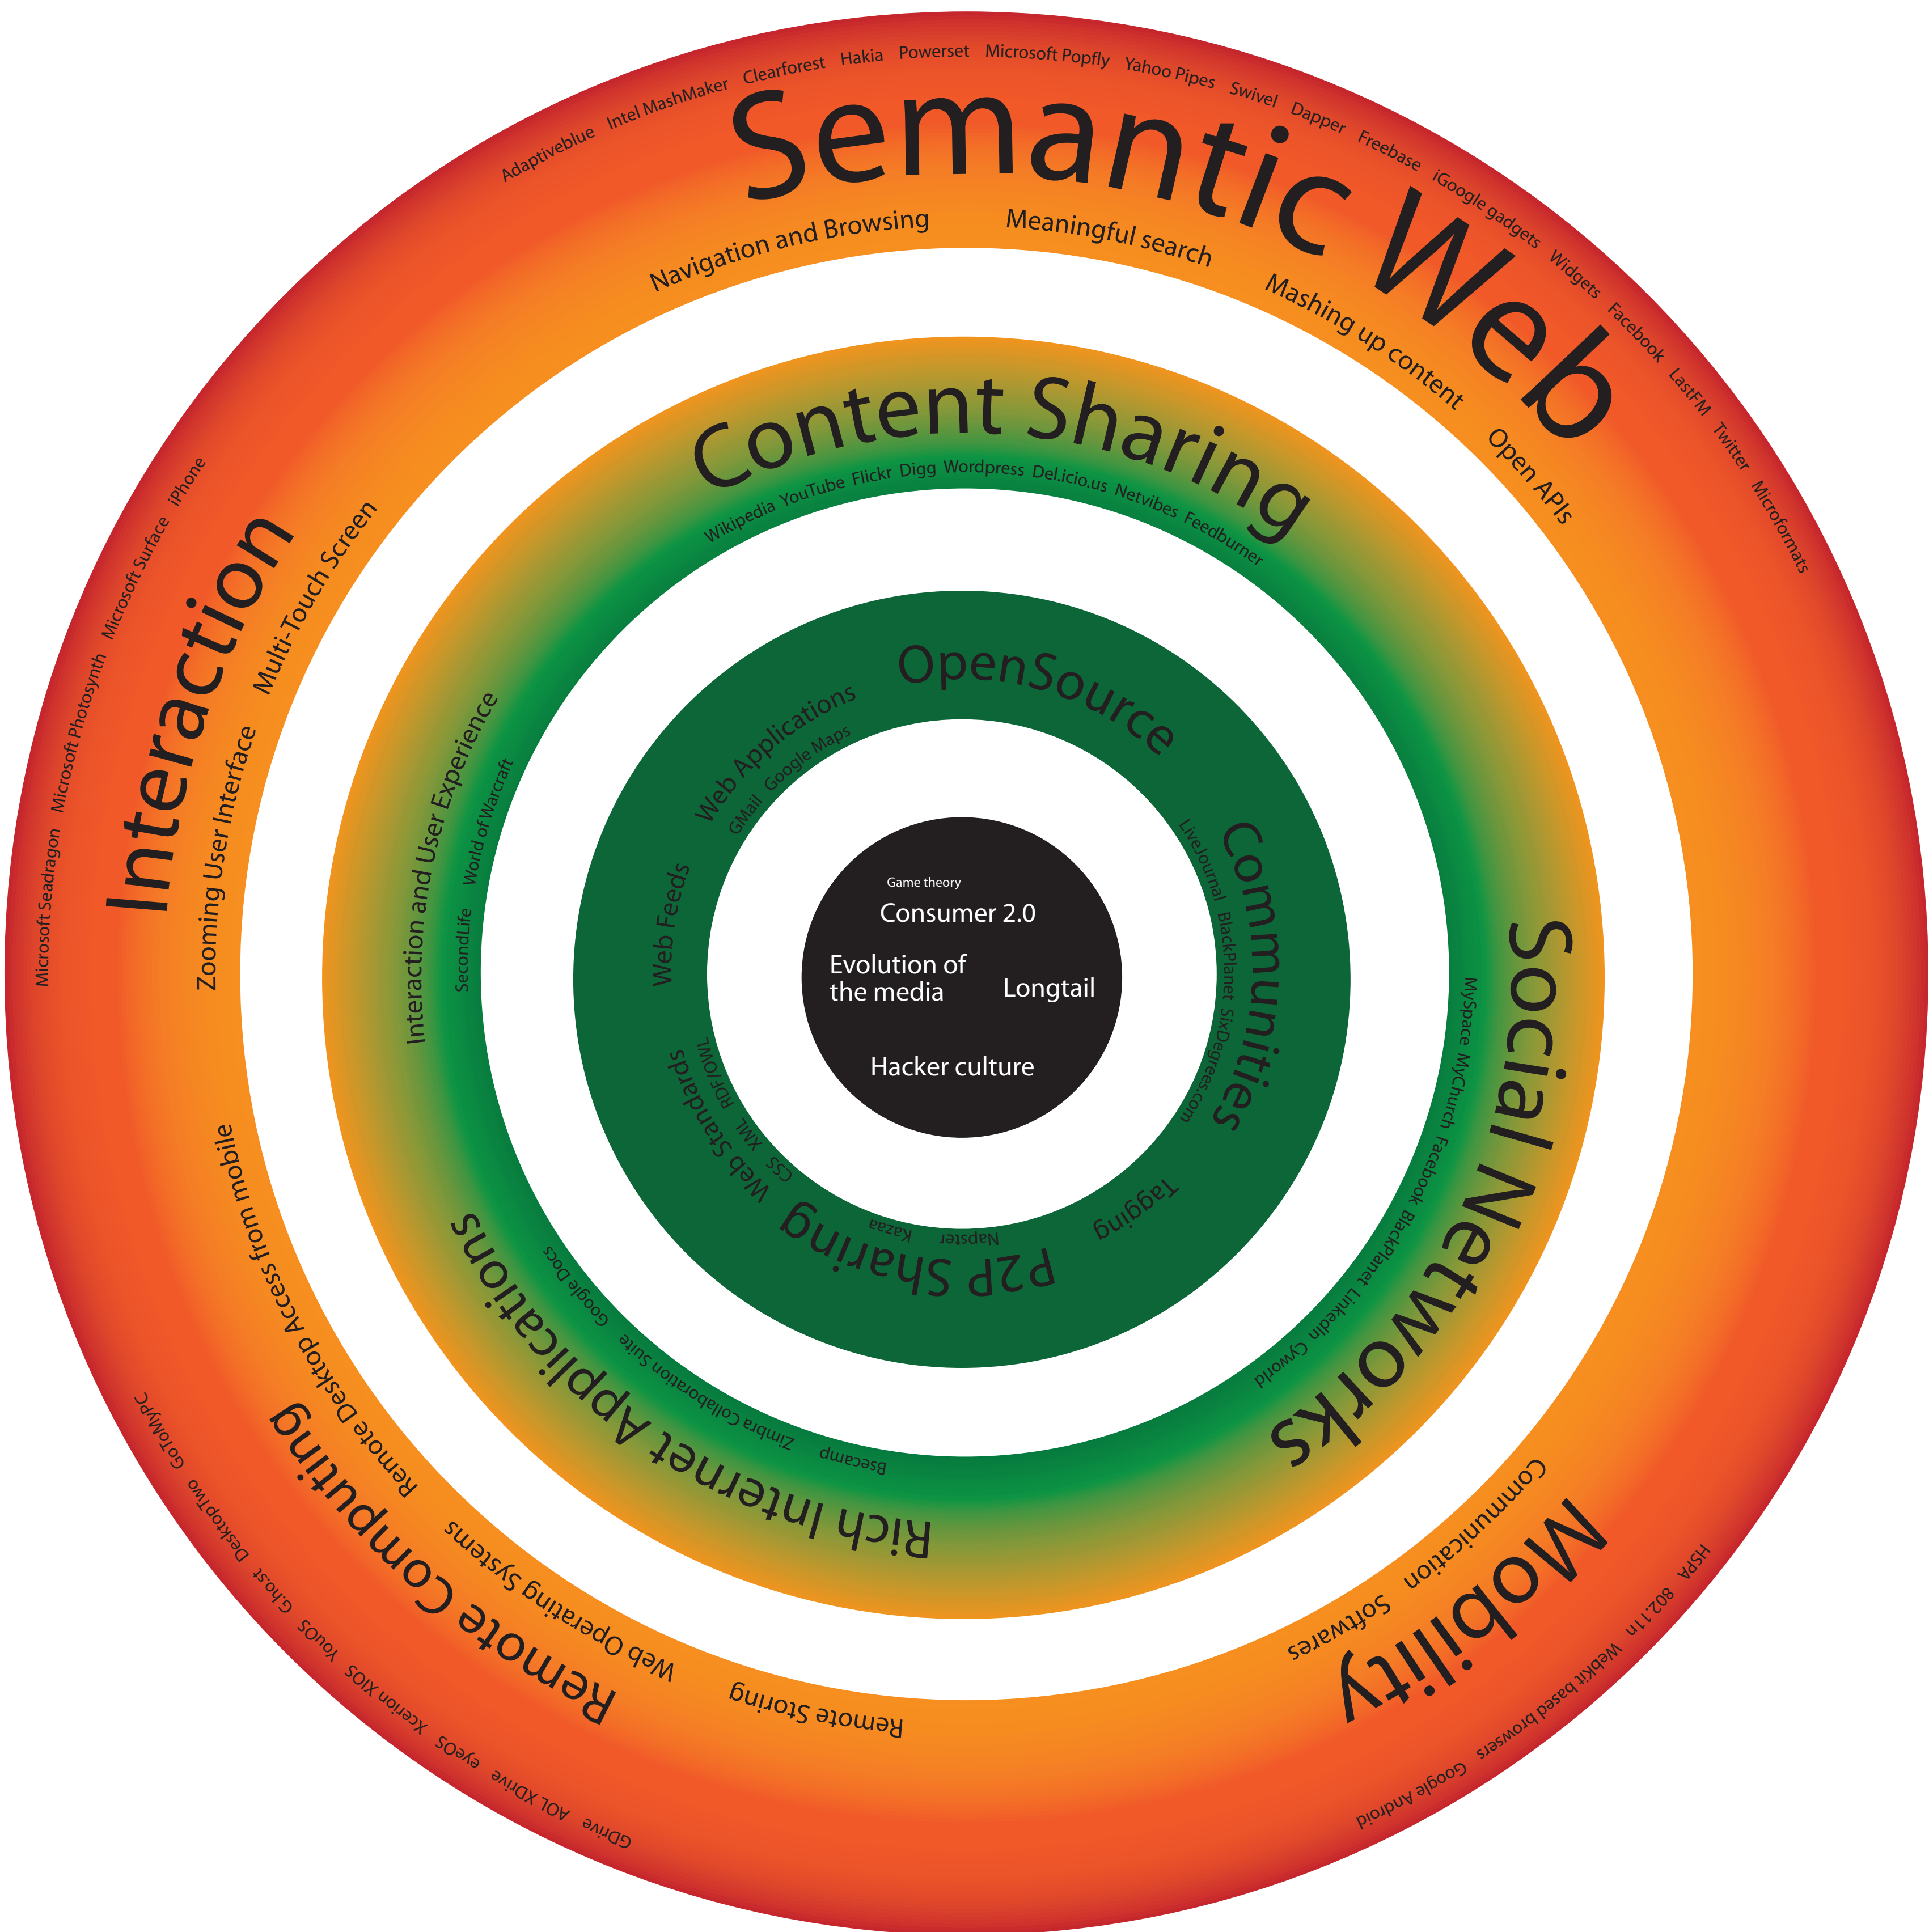 Adaptiveblue Intel MashMaker Clearforest Hakia Powerset Microsoft Popfly Yahoo Pipes Swivel Dapper Freebase iGoogle gadgets Widgets Facebook LastFM Twitter Microformats
Semantic Web
Navigation and Browsing Meaningful search Mashing up content Open APIs
HSPA 802.11n WebKit based browsers Google Android
Mobility
Communication Softwares
GDrive AOL XDrive eyeOS Xcerion XIOS YouOS G.ho.st DesktopTwo GoToMyPC
Remote Computing
Remote Storing Web Operating Systems Remote Desktop Access from mobile
Microsoft Seadragon Microsoft Photosynth Microsoft Surface iPhone
Interaction
Zooming User Interface Multi-Touch Screen
Content Sharing
Wikipedia YouTube Flickr Digg Wordpress Del.icio.us Netvibes Feedburner
Social Networks
MySpace MyChurch Facebook BlackPlanet LinkedIn Cyworld
Rich Internet Applications
Bsecamp Zimbra Collaboration Suite Google Docs
Interaction and User Experience
SecondLife World of Warcraft
OpenSource
Communities
LiveJournal BlackPlanet SixDegrees.com
Tagging
P2P Sharing
Napster Kazaa
Web Standards
CSS XML RDF/OWL
Web Feeds
Web Applications
GMail Google Maps
Game theory
Consumer 2.0
Evolution of
the media
Longtail
Hacker culture